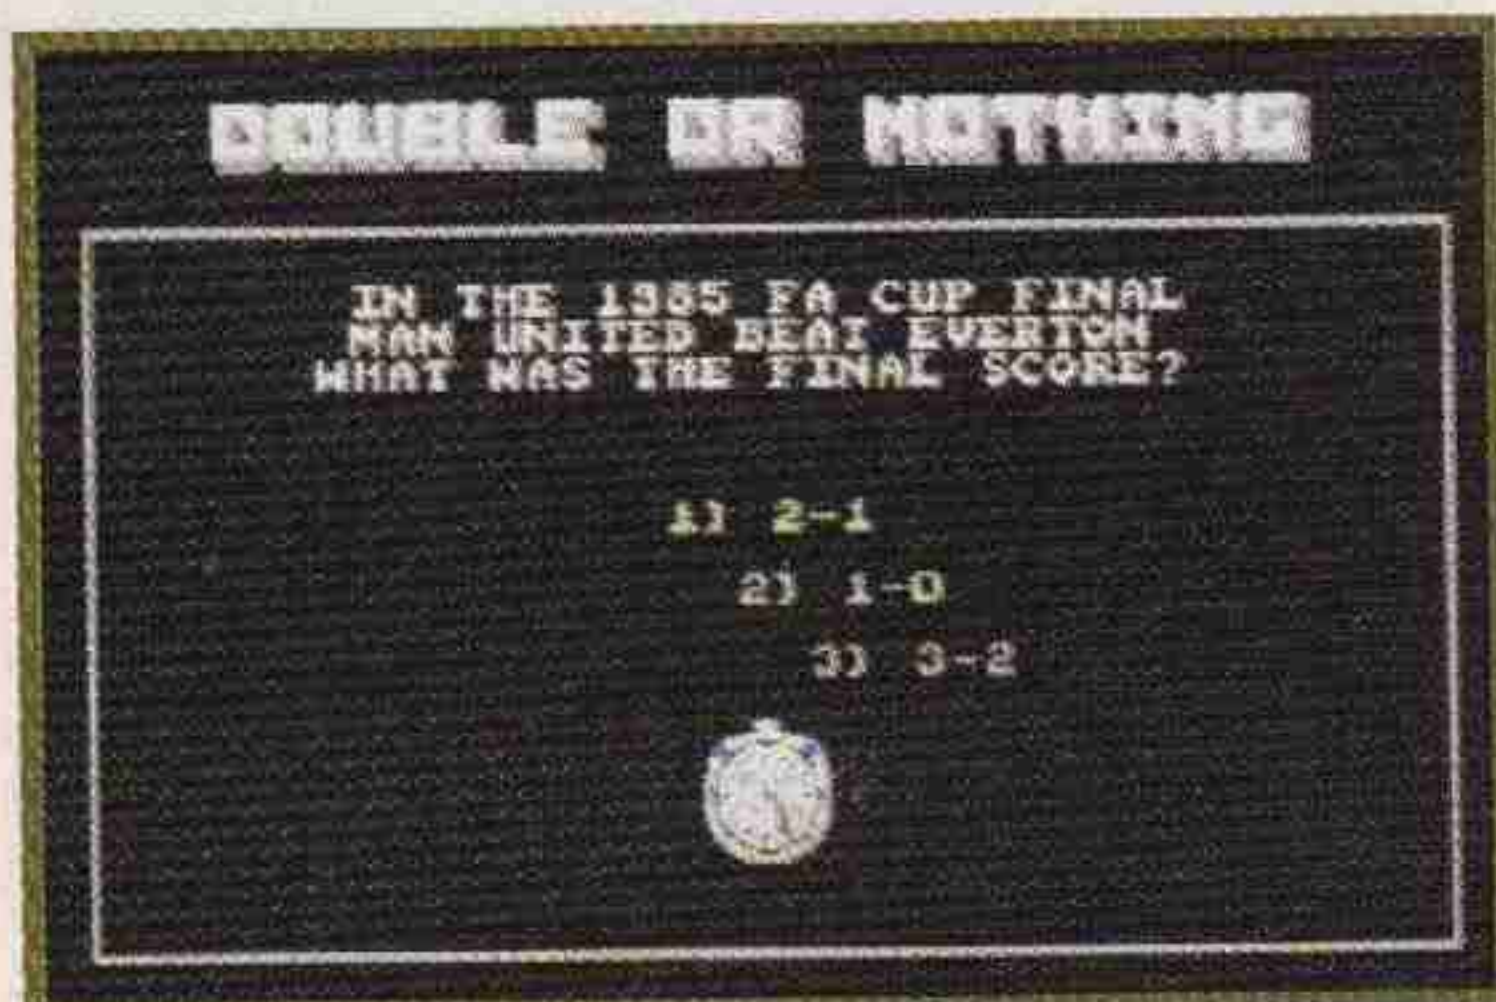 DOUBLE OR NOTHING
IN THE 1985 FA CUP FINAL
MAN UNITED BEAT EVERTON
WHAT WAS THE FINAL SCORE?
1) 2-1
2) 1-0
3) 3-2